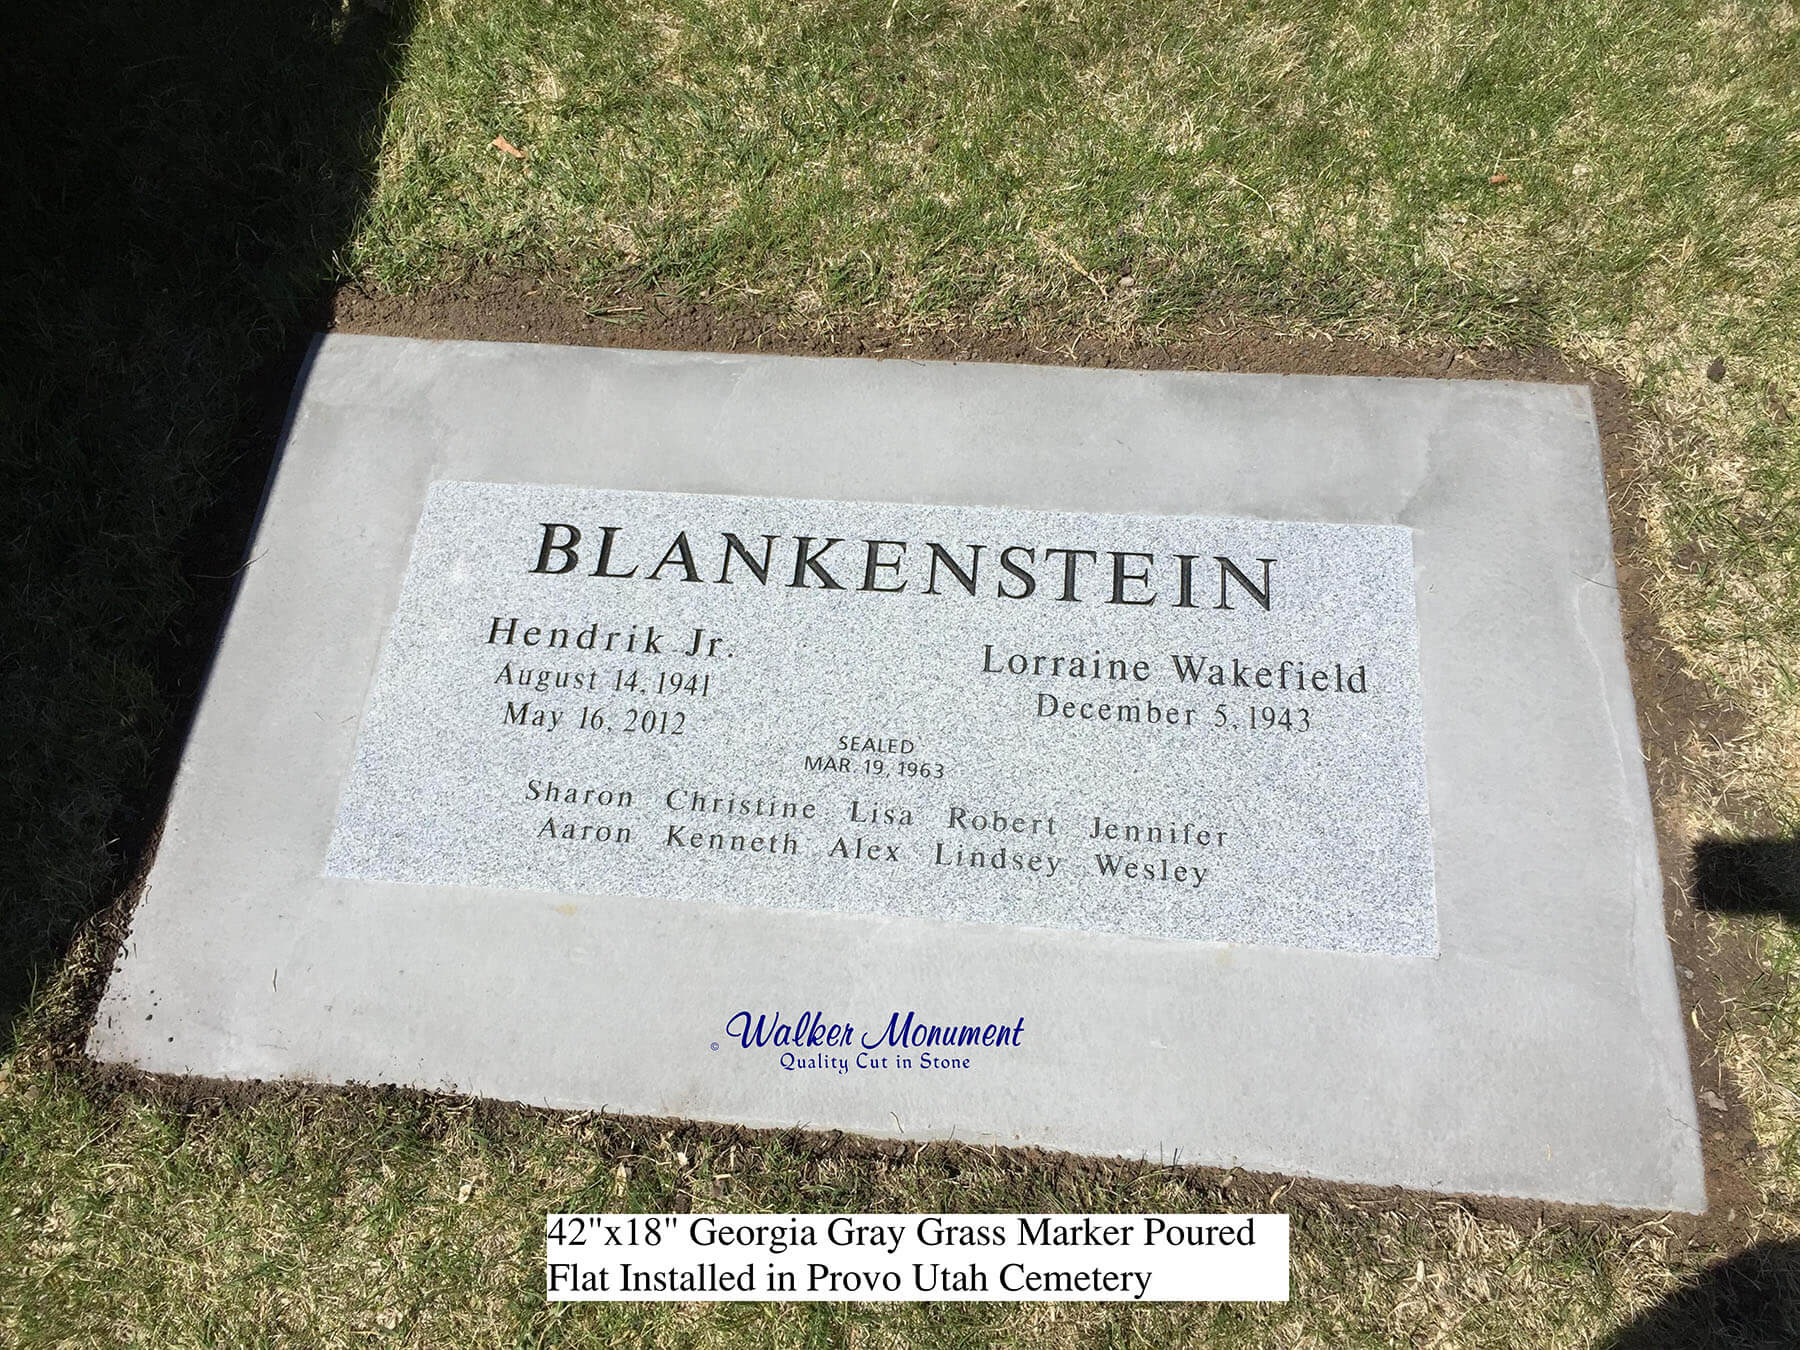 BLANKENSTEIN
Hendrik Jr.
August 14, 1941
May 16, 2012
Lorraine Wakefield
December 5, 1943
SEALED
MAR. 19, 1963
Sharon Christine Lisa Robert Jennifer
Aaron Kenneth Alex Lindsey Wesley
© Walker Monument
Quality Cut in Stone
42"x18" Georgia Gray Grass Marker Poured
Flat Installed in Provo Utah Cemetery